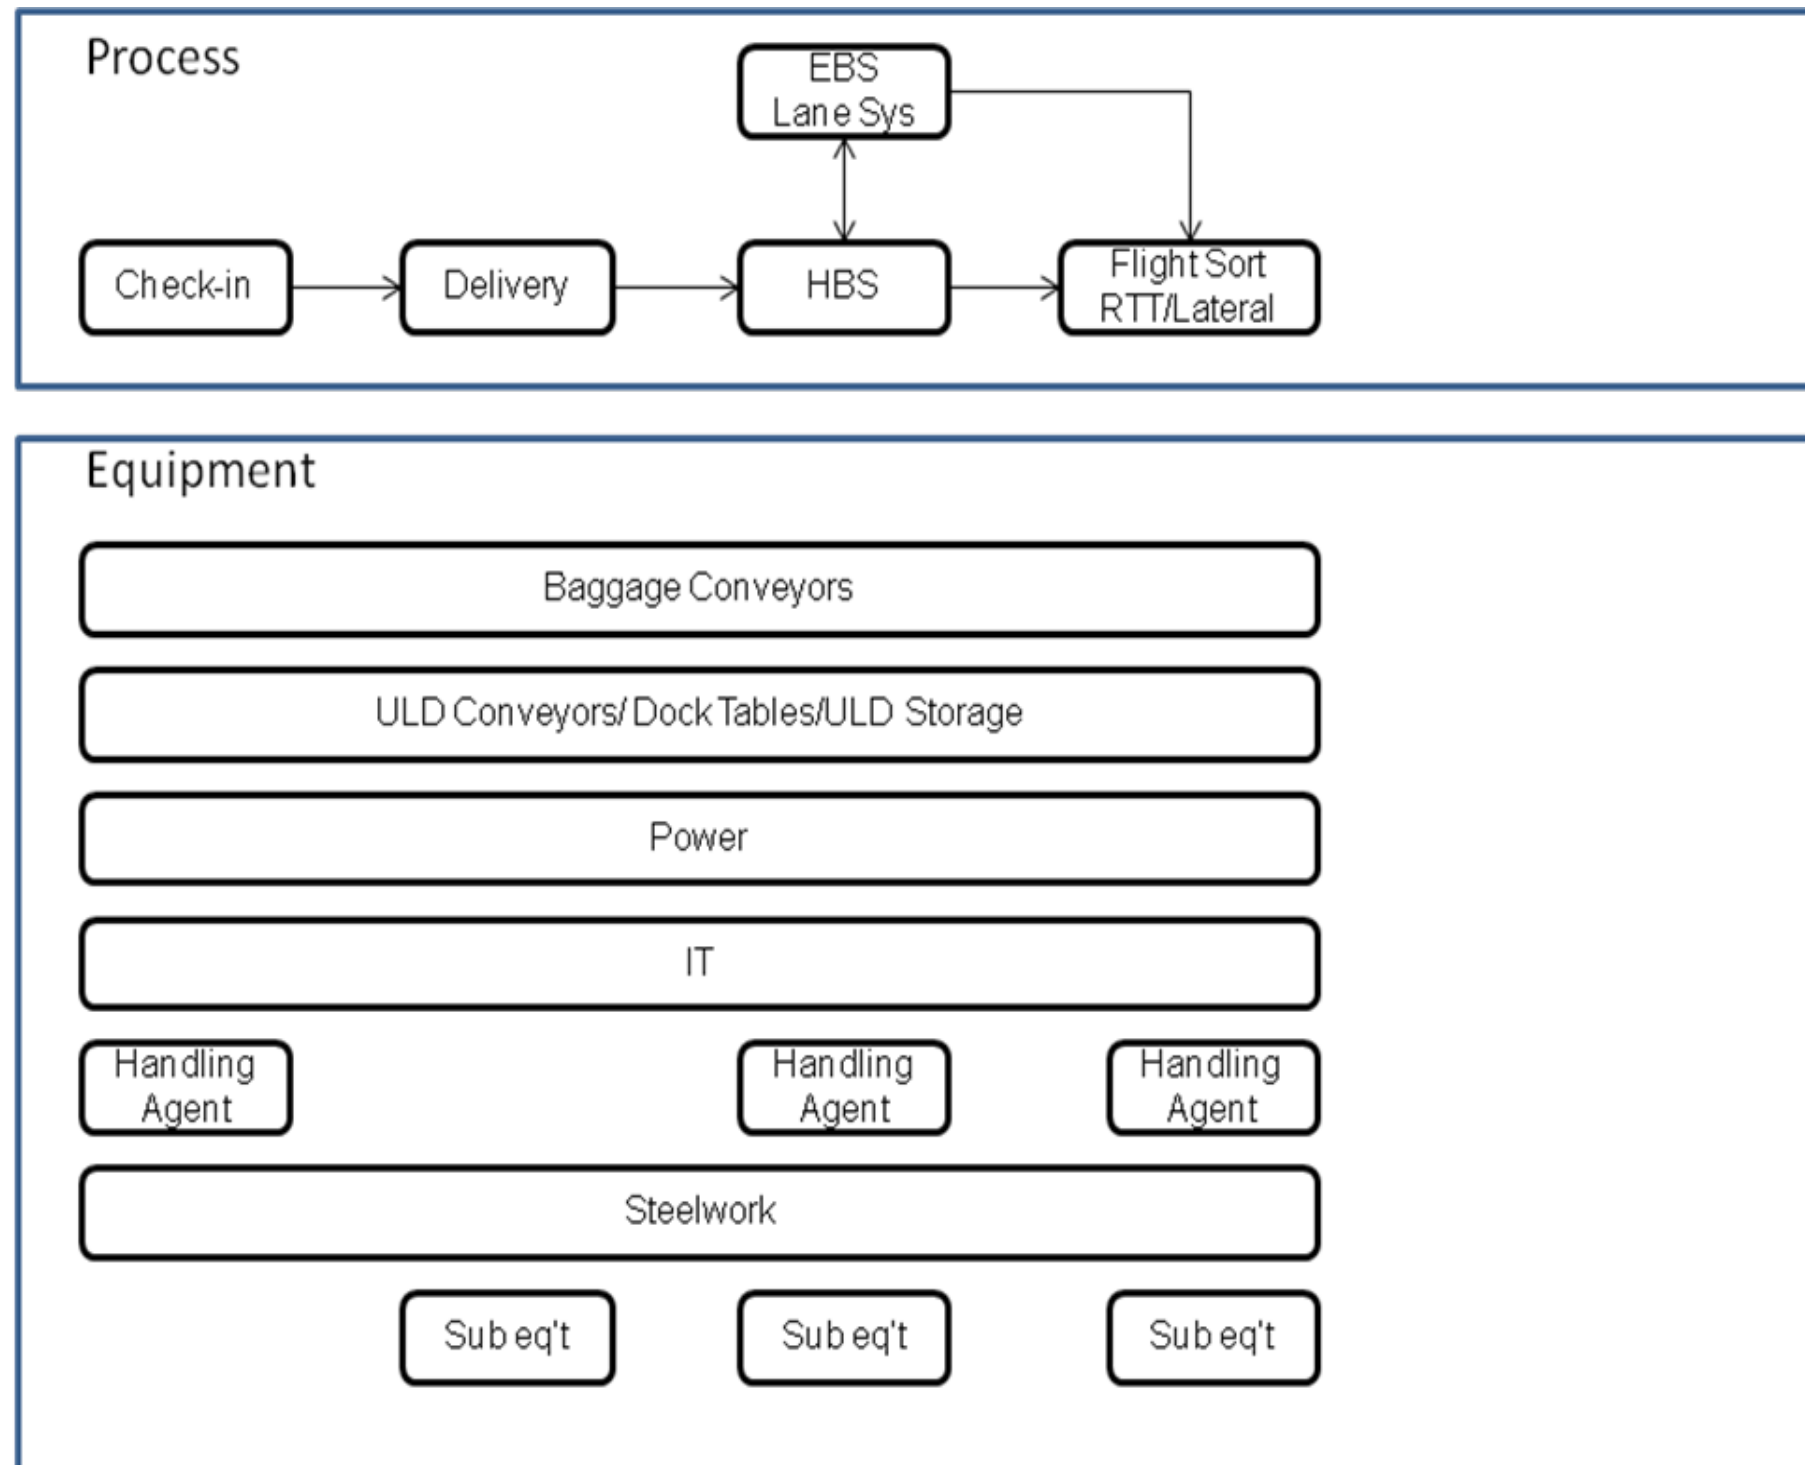 Process
EBS
Lane Sys
Check-in
Delivery
HBS
Flight Sort
RTT/Lateral
Equipment
Baggage Conveyors
ULD Conveyors/ Dock Tables/ULD Storage
Power
IT
Handling
Agent
Handling
Agent
Handling
Agent
Steelwork
Sub eq't
Sub eq't
Sub eq't